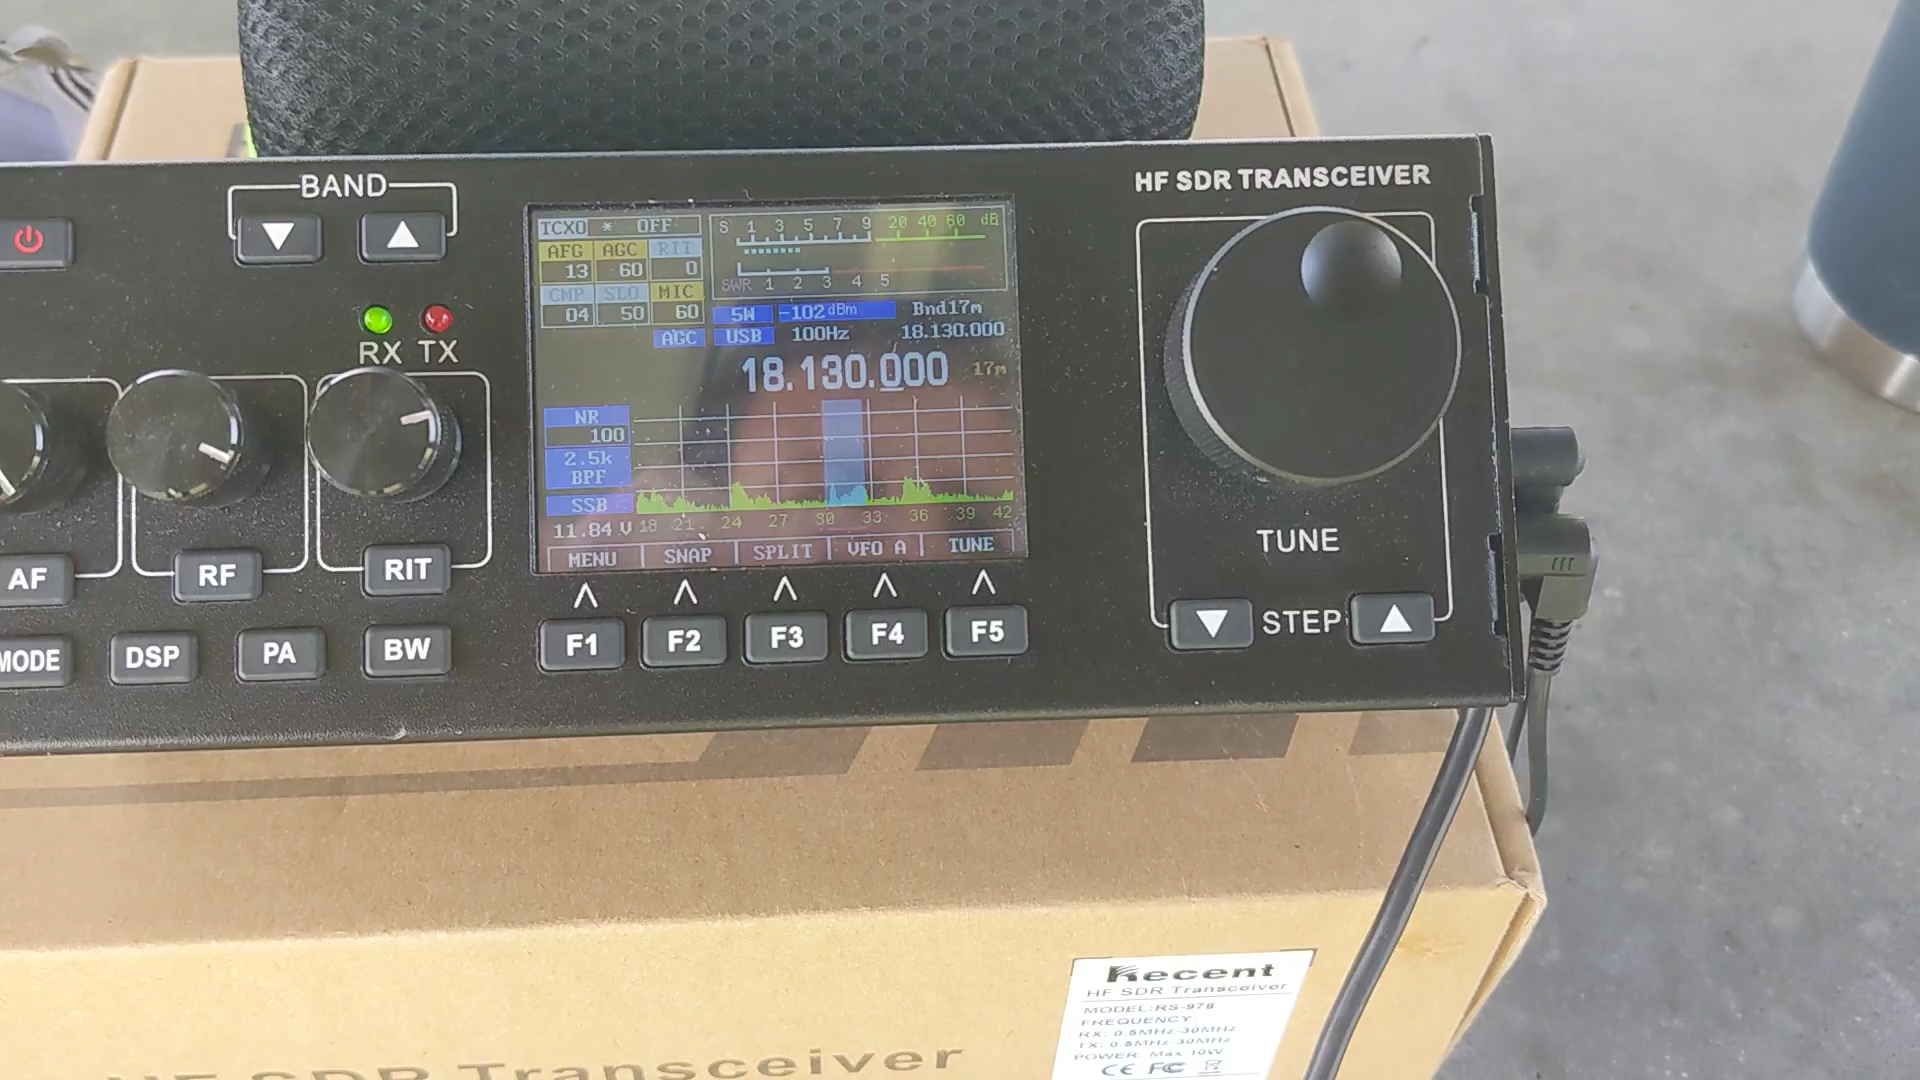 BAND
HF SDR TRANSCEIVER
TCXO * OFF
S 1 3 5 7 9 20 40 60 dB
AFG AGC RIT
13 60 0
SWR 1 2 3 4 5
CMP SLO MIC
04 50 60
5W -102dBm Bnd17m
AGC USB 100Hz 18.130.000
RX TX
18.130.000 17m
NR
100
2.5k
BPF
SSB
11.84 V 18 21 24 27 30 33 36 39 42
MENU SNAP SPLIT VFO A TUNE
TUNE
AF RF RIT
STEP
MODE DSP PA BW F1 F2 F3 F4 F5
Recent
HF SDR Transceiver
MODEL:RS-978
FREQUENCY:
RX: 0.5MHz-30MHz
TX: 0.5MHz-30MHz
POWER: Max 10W
CE FC
HF SDR Transceiver